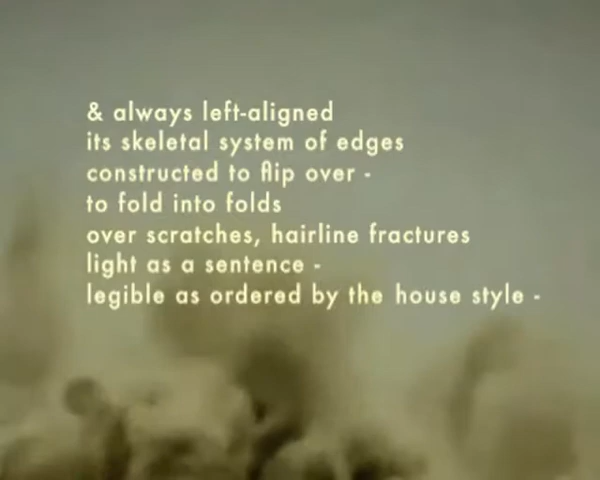 & always left-aligned
its skeletal system of edges
constructed to flip over -
to fold into folds
over scratches, hairline fractures
light as a sentence -
legible as ordered by the house style -